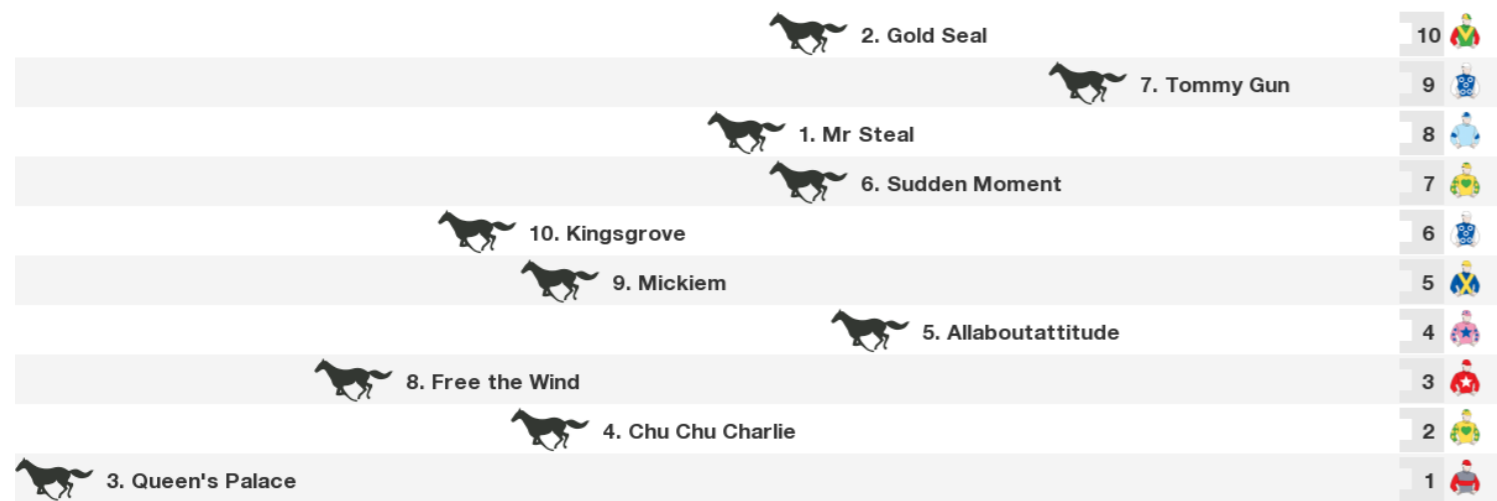 2. Gold Seal 10
7. Tommy Gun 9
1. Mr Steal 8
6. Sudden Moment 7
10. Kingsgrove 6
9. Mickiem 5
5. Allaboutattitude 4
8. Free the Wind 3
4. Chu Chu Charlie 2
3. Queen's Palace 1